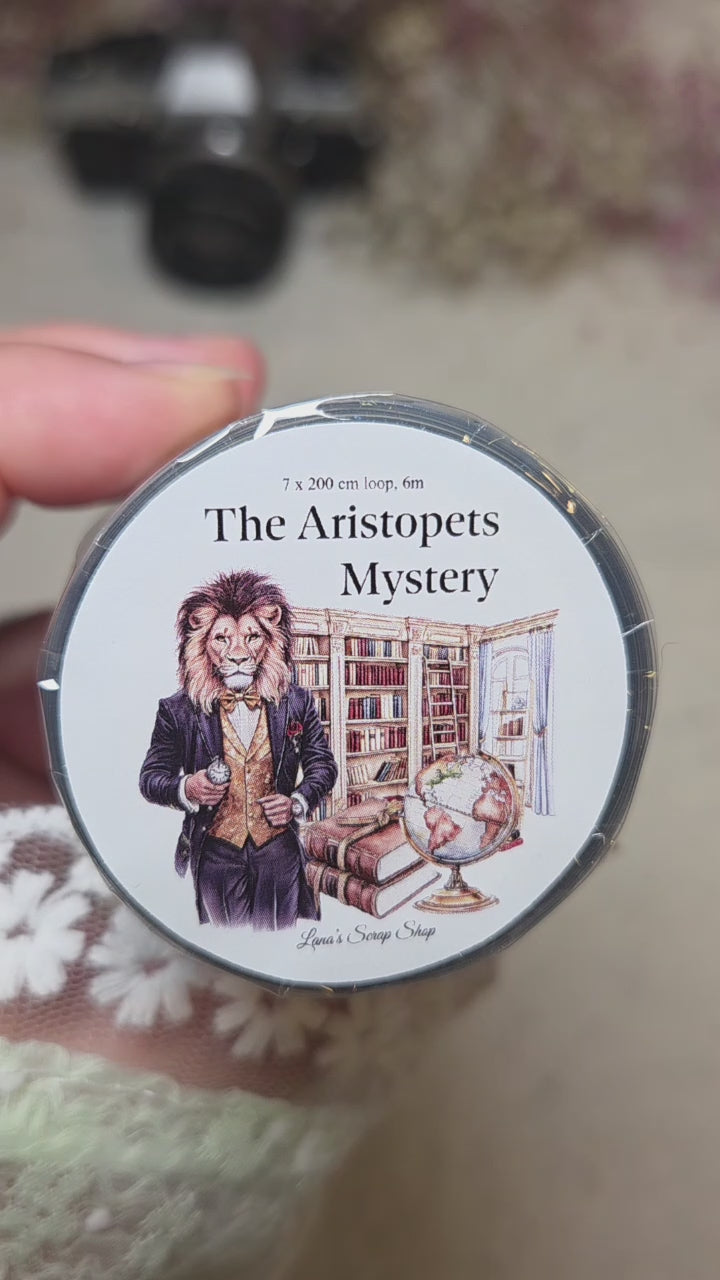 7 x 200 cm loop, 6m
The Aristopets
Mystery
Lana's Scrap Shop